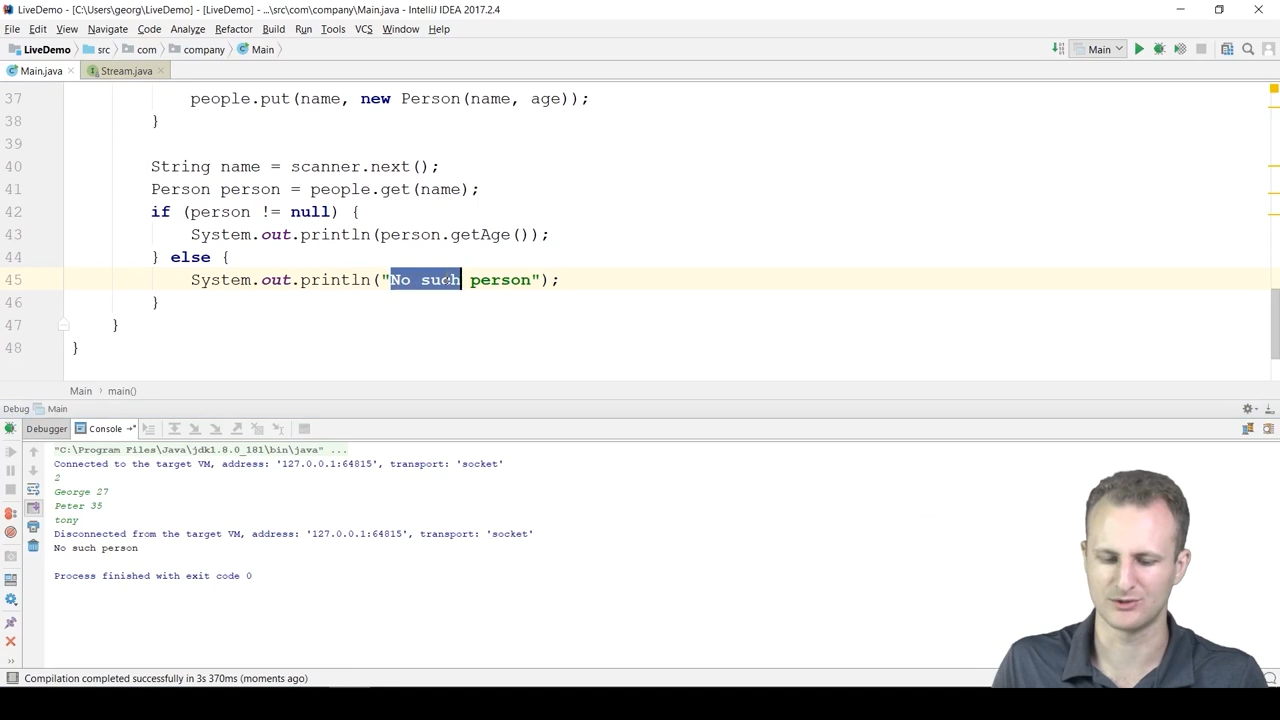 LiveDemo - [C:\Users\georg\LiveDemo] - [LiveDemo] - ...\src\com\company\Main.java - IntelliJ IDEA 2017.2.4
File Edit View Navigate Code Analyze Refactor Build Run Tools VCS Window Help
LiveDemo src com company Main Main
Main.java Stream.java
37 people.put(name, new Person(name, age));
38 }
39
40 String name = scanner.next();
41 Person person = people.get(name);
42 if (person != null) {
43 System.out.println(person.getAge());
44 } else {
45 System.out.println("No such person");
46 }
47 }
48 }
Main main()
Debug Main
Debugger Console
"C:\Program Files\Java\jdk1.8.0_181\bin\java" ...
Connected to the target VM, address: '127.0.0.1:64815', transport: 'socket'
2
George 27
Peter 35
tony
Disconnected from the target VM, address: '127.0.0.1:64815', transport: 'socket'
No such person
Process finished with exit code 0
Compilation completed successfully in 3s 370ms (moments ago)